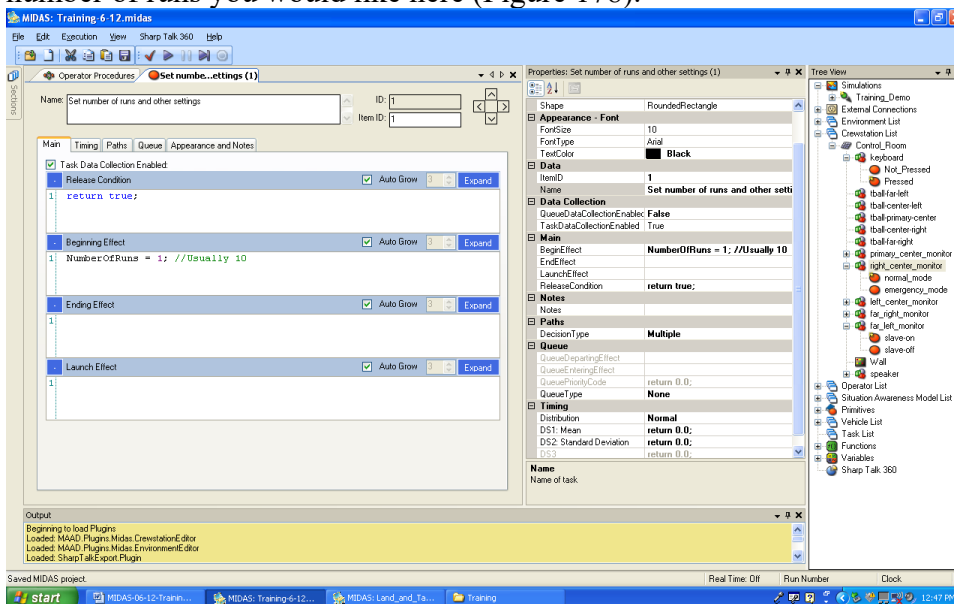 number of runs you would like here (Figure 178).
MIDAS: Training-6-12.midas
File Edit Execution View Sharp Talk 360 Help
Sections
Operator Procedures
Set numbe...ettings (1)
Name: Set number of runs and other settings
ID: 1
Item ID: 1
Main Timing Paths Queue Appearance and Notes
Task Data Collection Enabled:
Release Condition Auto Grow 3 Expand
1 return true;
Beginning Effect Auto Grow 3 Expand
1 NumberOfRuns = 1; //Usually 10
Ending Effect Auto Grow 3 Expand
1
Launch Effect Auto Grow 3 Expand
1
Properties: Set number of runs and other settings (1)
Shape RoundedRectangle
Appearance - Font
FontSize 10
FontType Arial
TextColor Black
Data
ItemID 1
Name Set number of runs and other setti
Data Collection
QueueDataCollectionEnablec False
TaskDataCollectionEnabled True
Main
BeginEffect NumberOfRuns = 1; //Usually 10
EndEffect
LaunchEffect
ReleaseCondition return true;
Notes
Notes
Paths
DecisionType Multiple
Queue
QueueDepartingEffect
QueueEnteringEffect
QueuePriorityCode return 0.0;
QueueType None
Timing
Distribution Normal
DS1: Mean return 0.0;
DS2: Standard Deviation return 0.0;
DS3 return 0.0;
Name
Name of task
Tree View
Simulations
Training_Demo
External Connections
Environment List
Crewstation List
Control_Room
keyboard
Not_Pressed
Pressed
tball-far-left
tball-center-left
tball-primary-center
tball-center-right
tball-far-right
primary_center_monitor
right_center_monitor
normal_mode
emergency_mode
left_center_monitor
far_right_monitor
far_left_monitor
slave-on
slave-off
Wall
speaker
Operator List
Situation Awareness Model List
Primitives
Vehicle List
Task List
Functions
Variables
Sharp Talk 360
Output
Beginning to load Plugins
Loaded: MAAD.Plugins.Midas.CrewstationEditor
Loaded: MAAD.Plugins.Midas.EnvironmentEditor
Loaded: SharpTalkExport.Plugin
Saved MIDAS project.
Real Time: Off Run Number Clock
start
MIDAS-06-12-Trainin...
MIDAS: Training-6-12...
MIDAS: Land_and_Ta...
Training
12:47 PM